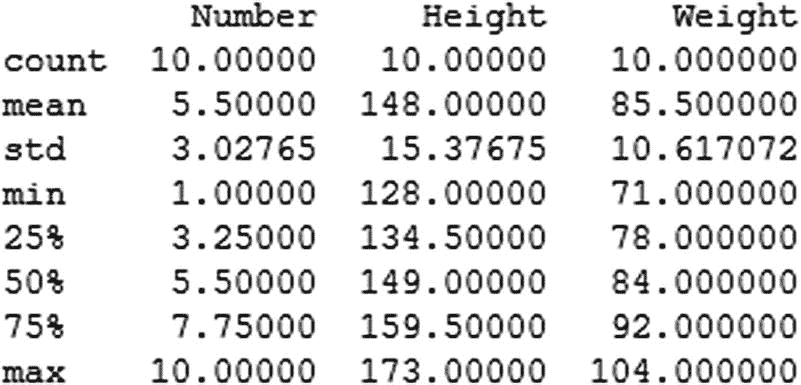 Number Height Weight
count 10.00000 10.00000 10.000000
mean 5.50000 148.00000 85.500000
std 3.02765 15.37675 10.617072
min 1.00000 128.00000 71.000000
25% 3.25000 134.50000 78.000000
50% 5.50000 149.00000 84.000000
75% 7.75000 159.50000 92.000000
max 10.00000 173.00000 104.000000